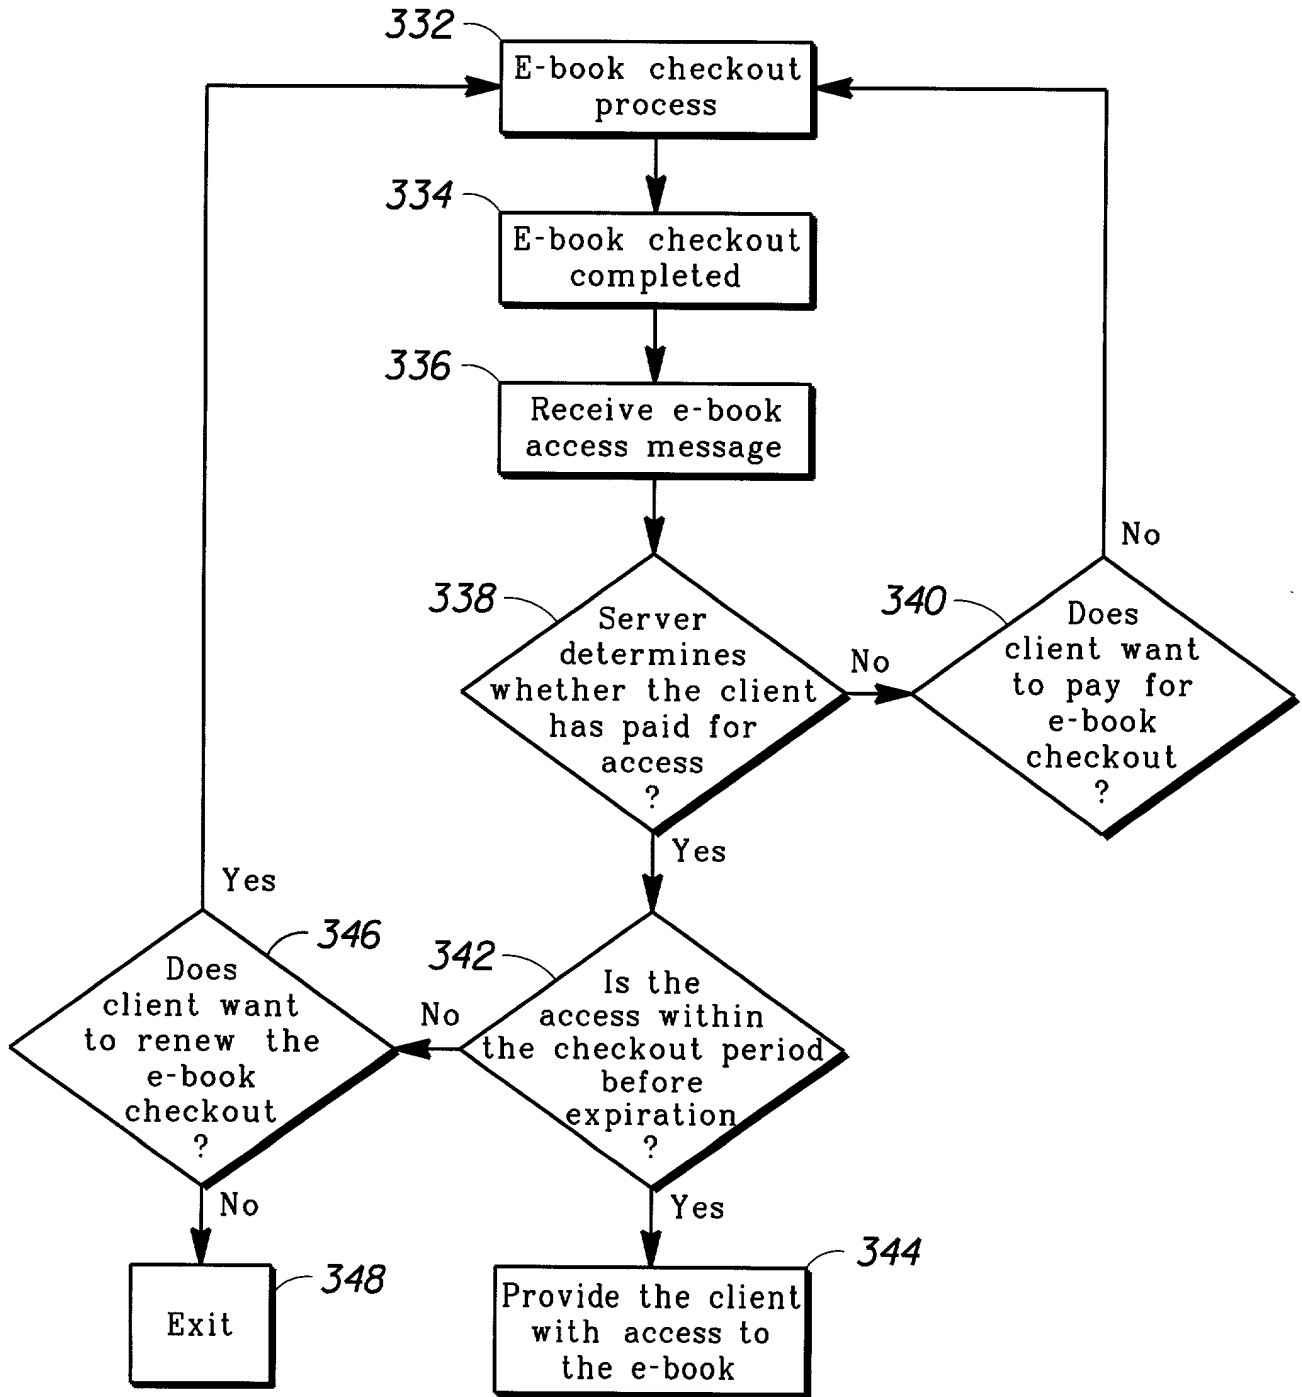 332
E-book checkout
process
334
E-book checkout
completed
336
Receive e-book
access message
338
Server
determines
whether the client
has paid for
access
?
No
340
Does
client want
to pay for
e-book
checkout
?
No
Yes
342
Is the
access within
the checkout period
before
expiration
?
No
346
Does
client want
to renew the
e-book
checkout
?
Yes
No
348
Exit
Yes
344
Provide the client
with access to
the e-book